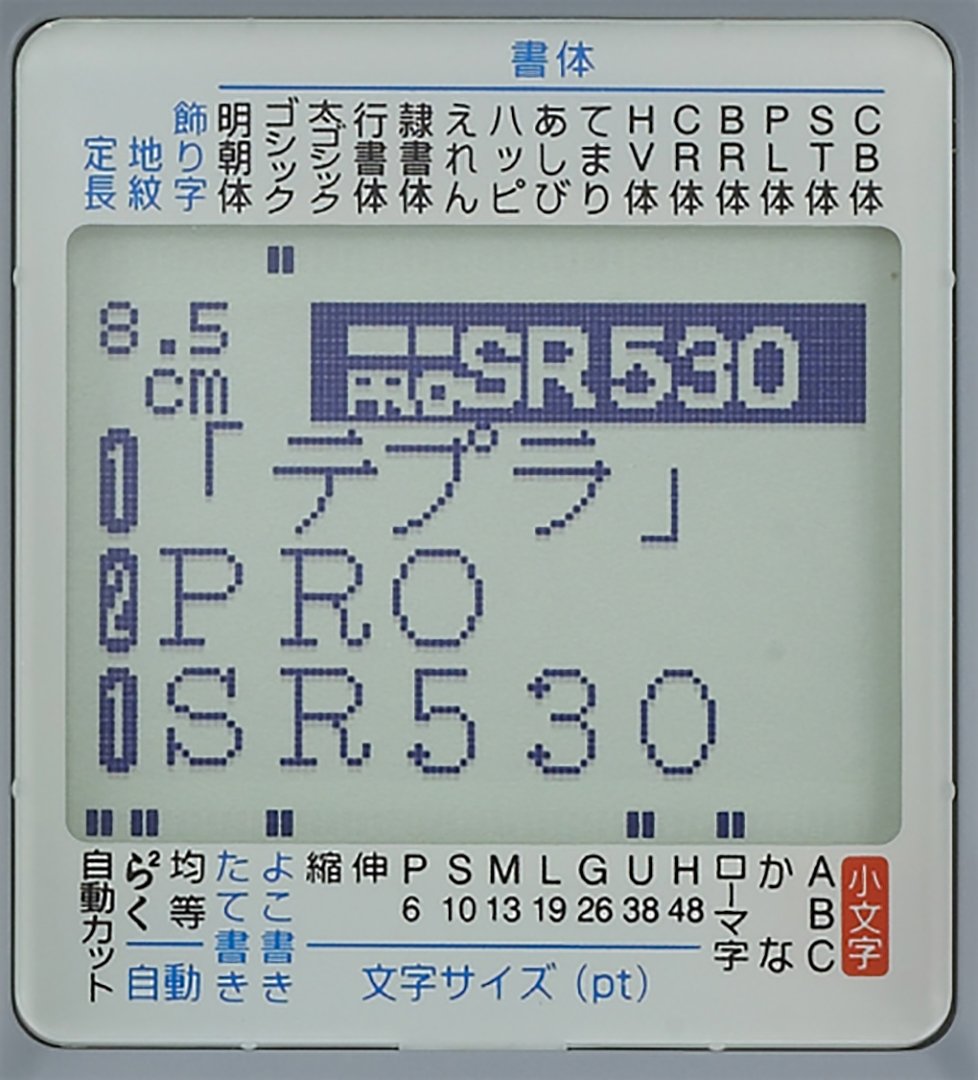 書体
定長
地紋
飾り字
明朝体
ゴシック
太ゴシック
行書体
隷書体
えれん
ハッピ
あしび
てまり
HV体
CR体
BR体
PL体
ST体
CB体
8.5
cm
PRO SR530
1「テプラ」
2PRO
1SR530
自動カット
らく²
均等
たて書き
よこ書き
縮
伸
P 6
S 10
M 13
L 19
G 26
U 38
H 48
ローマ字
かな
ABC
小文字
自動
文字サイズ(pt)